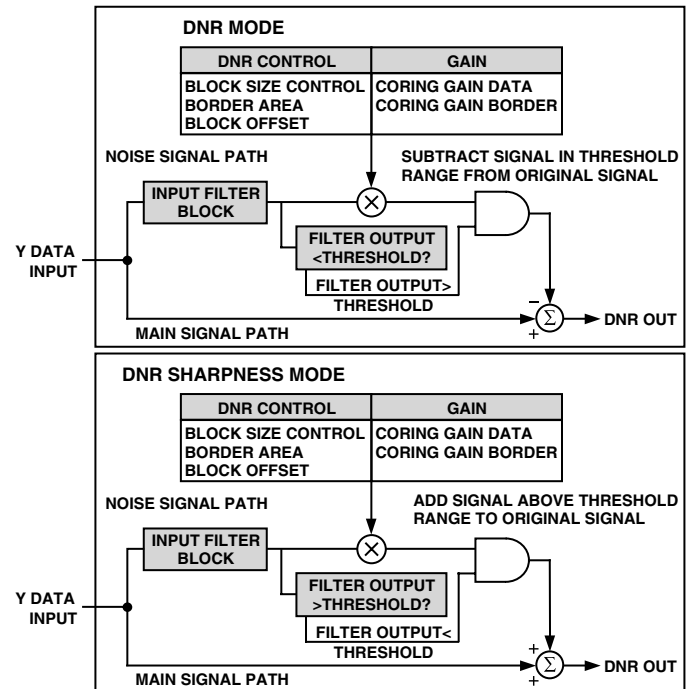 DNR MODE
DNR CONTROL GAIN
BLOCK SIZE CONTROL CORING GAIN DATA
BORDER AREA CORING GAIN BORDER
BLOCK OFFSET
NOISE SIGNAL PATH SUBTRACT SIGNAL IN THRESHOLD
RANGE FROM ORIGINAL SIGNAL
INPUT FILTER
BLOCK
×
FILTER OUTPUT
<THRESHOLD?
Y DATA
INPUT
FILTER OUTPUT>
THRESHOLD
−
Σ DNR OUT
+
MAIN SIGNAL PATH
DNR SHARPNESS MODE
DNR CONTROL GAIN
BLOCK SIZE CONTROL CORING GAIN DATA
BORDER AREA CORING GAIN BORDER
BLOCK OFFSET
NOISE SIGNAL PATH ADD SIGNAL ABOVE THRESHOLD
RANGE TO ORIGINAL SIGNAL
INPUT FILTER
BLOCK
×
FILTER OUTPUT
>THRESHOLD?
Y DATA
INPUT
FILTER OUTPUT<
THRESHOLD
+
Σ DNR OUT
+
MAIN SIGNAL PATH